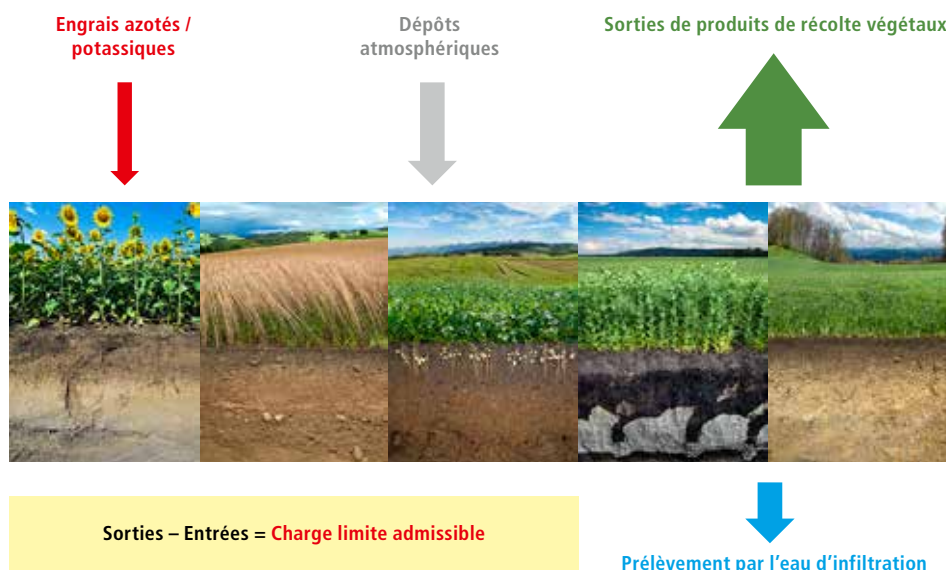 Engrais azotés /
potassiques
Dépôts
atmosphériques
Sorties de produits de récolte végétaux
Sorties – Entrées = Charge limite admissible
Prélèvement par l'eau d'infiltration